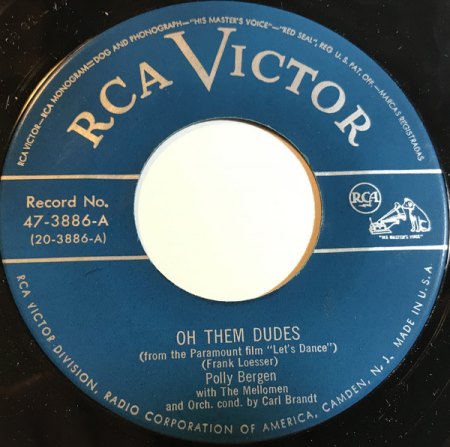 RCA VICTOR—RCA MONOGRAM—DOG AND PHONOGRAPH—"HIS MASTER'S VOICE"—"RED SEAL", REG. U. S. PAT. OFF.—MARCAS REGISTRADAS
RCA VICTOR
Record No.
47-3886-A
(20-3886-A)
RCA
"HIS MASTER'S VOICE"
OH THEM DUDES
(from the Paramount film "Let's Dance")
(Frank Loesser)
Polly Bergen
with The Mellomen
and Orch. cond. by Carl Brandt
RCA VICTOR DIVISION, RADIO CORPORATION OF AMERICA, CAMDEN, N. J. MADE IN U.S.A.